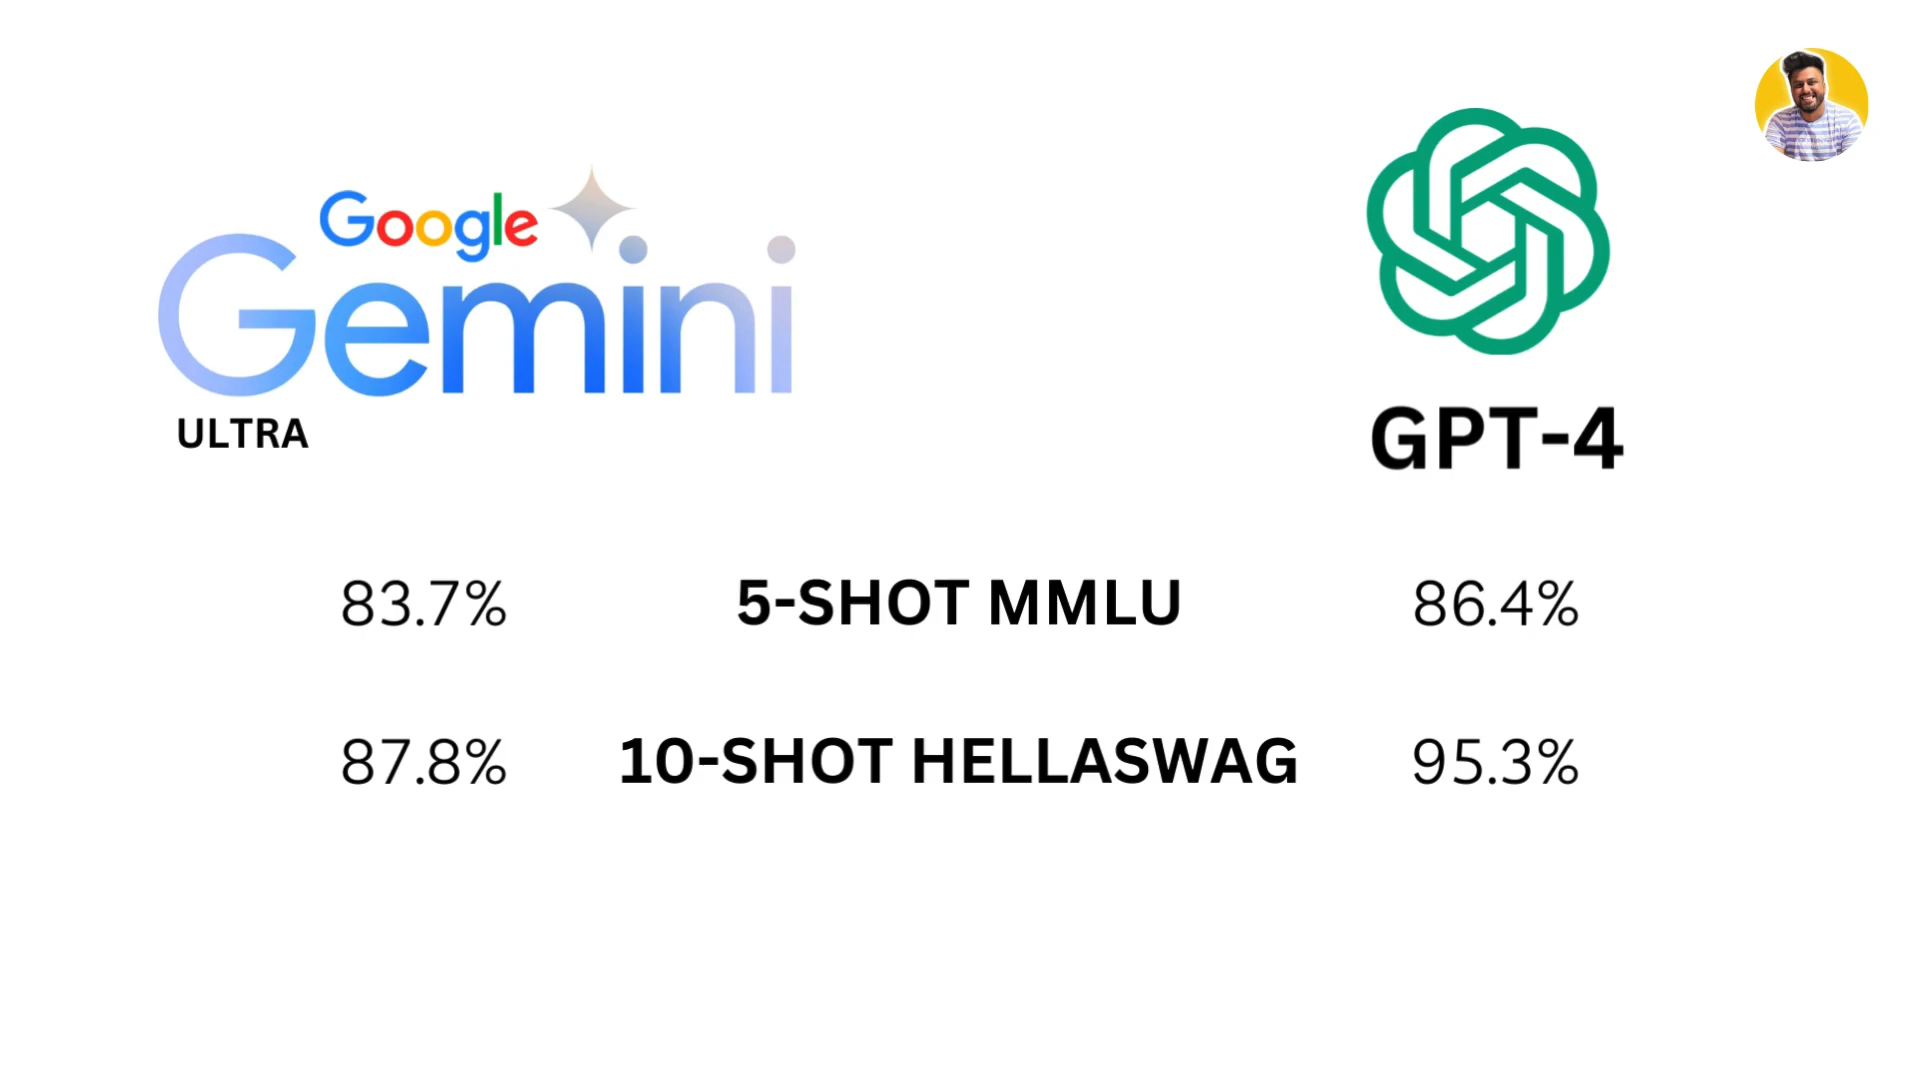 Google
Gemini
ULTRA
GPT-4
83.7% 5-SHOT MMLU 86.4%
87.8% 10-SHOT HELLASWAG 95.3%